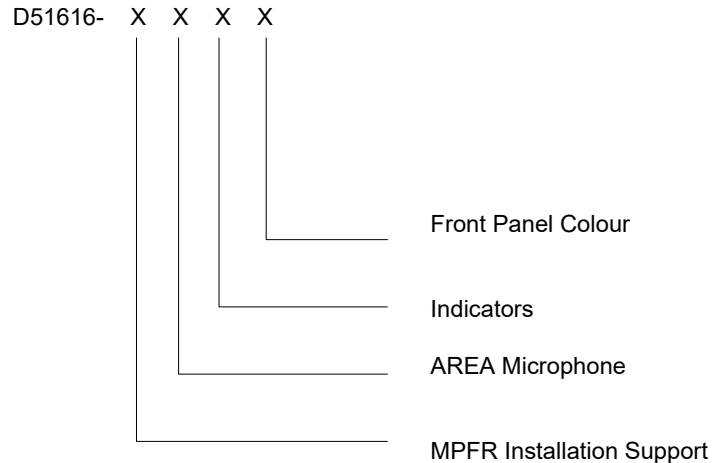 D51616- X X X X
Front Panel Colour
Indicators
AREA Microphone
MPFR Installation Support